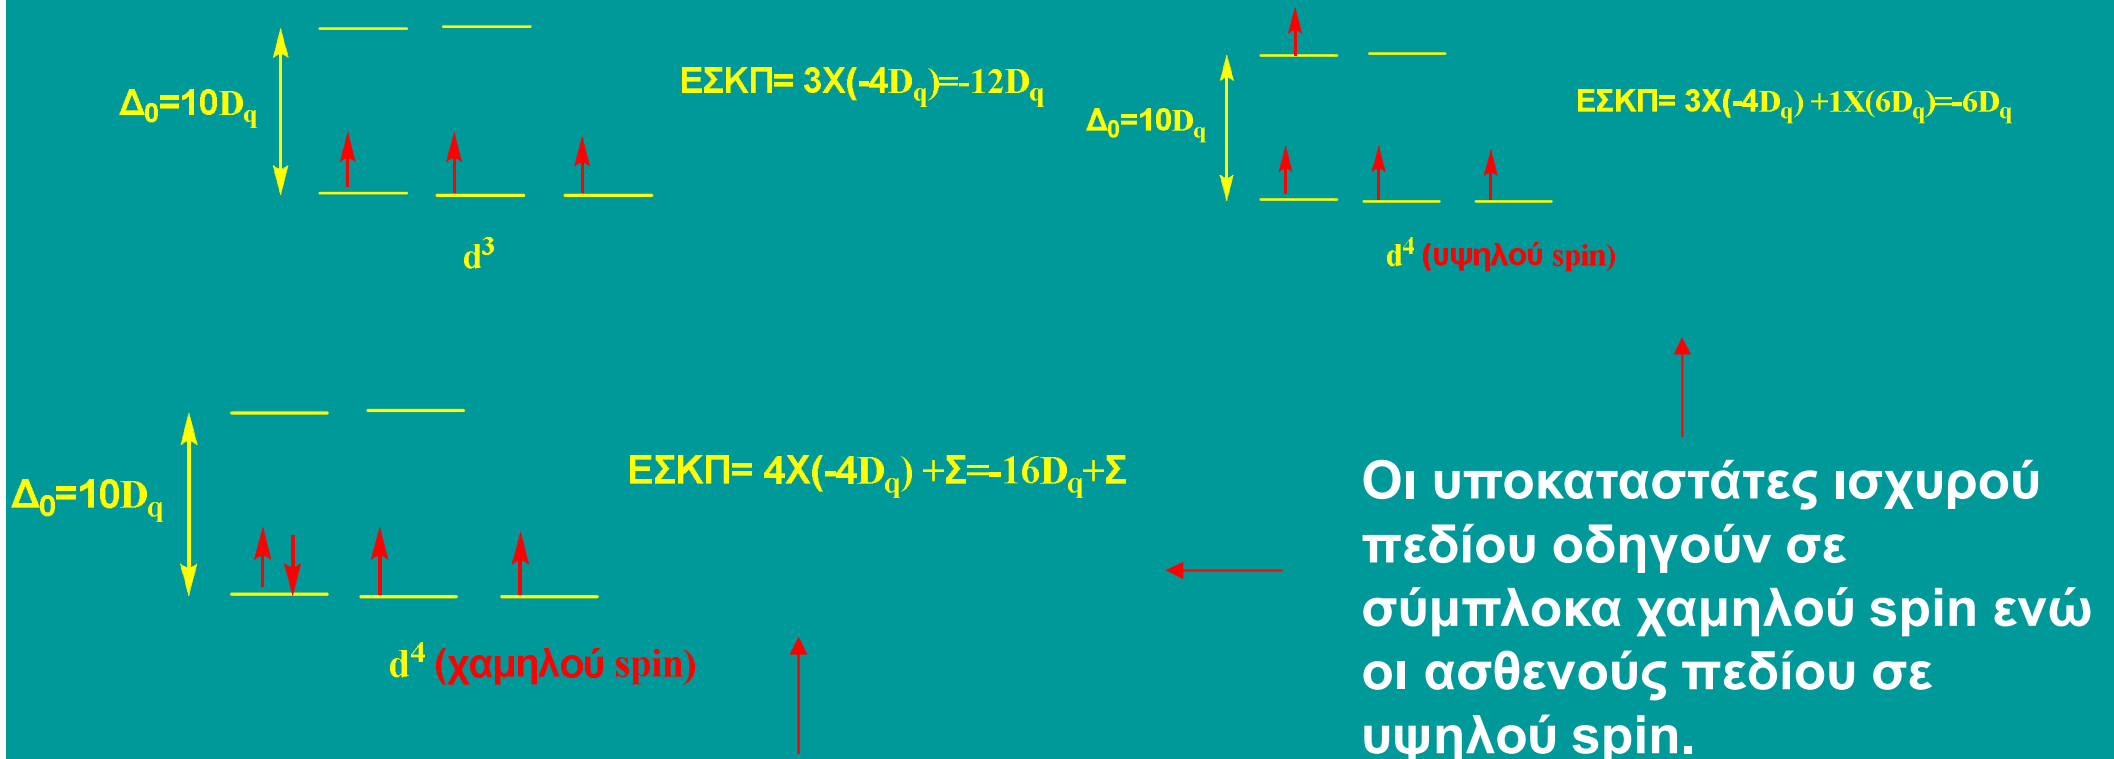 Δ₀=10Dq
ΕΣΚΠ= 3Χ(-4Dq)=-12Dq
d³
Δ₀=10Dq
ΕΣΚΠ= 3Χ(-4Dq) +1Χ(6Dq)=-6Dq
d⁴ (υψηλού spin)
Δ₀=10Dq
ΕΣΚΠ= 4Χ(-4Dq) +Σ=-16Dq+Σ
d⁴ (χαμηλού spin)
Οι υποκαταστάτες ισχυρού
πεδίου οδηγούν σε
σύμπλοκα χαμηλού spin ενώ
οι ασθενούς πεδίου σε
υψηλού spin.